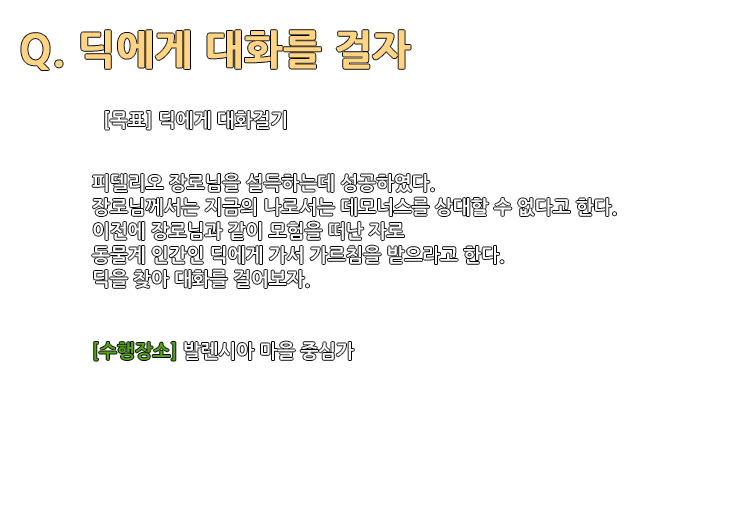 Q. 딕에게 대화를 걸자
[목표] 딕에게 대화걸기
피델리오 장로님을 설득하는데 성공하였다.
장로님께서는 지금의 나로서는 데모너스를 상대할 수 없다고 한다.
이전에 장로님과 같이 모험을 떠난 자로
동물계 인간인 딕에게 가서 가르침을 받으라고 한다.
딕을 찾아 대화를 걸어보자.
[수행장소] 발렌시아 마을 중심가